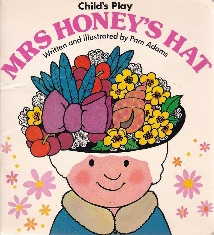 Child's Play
MRS HONEY'S HAT
Written and illustrated by Pam Adams